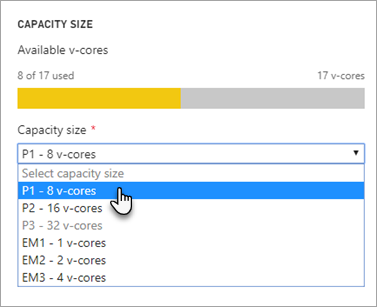 CAPACITY SIZE
Available v-cores
8 of 17 used 17 v-cores
Capacity size *
P1 - 8 v-cores
Select capacity size
P1 - 8 v-cores
P2 - 16 v-cores
P3 - 32 v-cores
EM1 - 1 v-cores
EM2 - 2 v-cores
EM3 - 4 v-cores